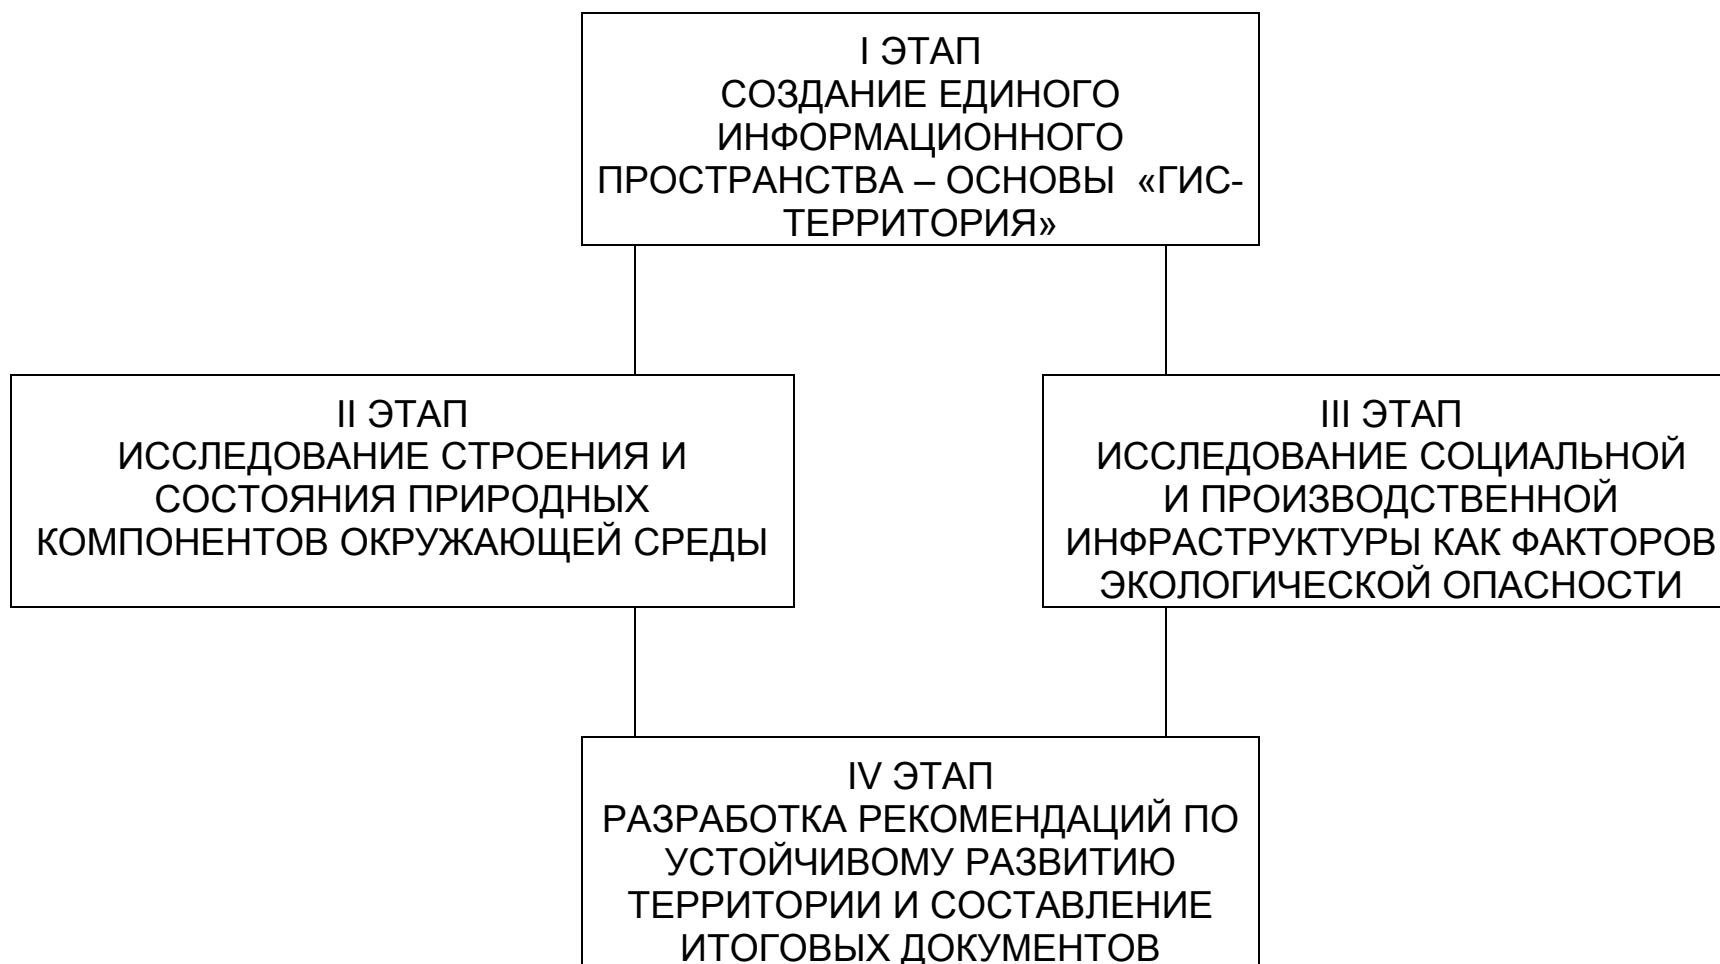 I ЭТАП
СОЗДАНИЕ ЕДИНОГО
ИНФОРМАЦИОННОГО
ПРОСТРАНСТВА – ОСНОВЫ «ГИС-
ТЕРРИТОРИЯ»
II ЭТАП
ИССЛЕДОВАНИЕ СТРОЕНИЯ И
СОСТОЯНИЯ ПРИРОДНЫХ
КОМПОНЕНТОВ ОКРУЖАЮЩЕЙ СРЕДЫ
III ЭТАП
ИССЛЕДОВАНИЕ СОЦИАЛЬНОЙ
И ПРОИЗВОДСТВЕННОЙ
ИНФРАСТРУКТУРЫ КАК ФАКТОРОВ
ЭКОЛОГИЧЕСКОЙ ОПАСНОСТИ
IV ЭТАП
РАЗРАБОТКА РЕКОМЕНДАЦИЙ ПО
УСТОЙЧИВОМУ РАЗВИТИЮ
ТЕРРИТОРИИ И СОСТАВЛЕНИЕ
ИТОГОВЫХ ДОКУМЕНТОВ